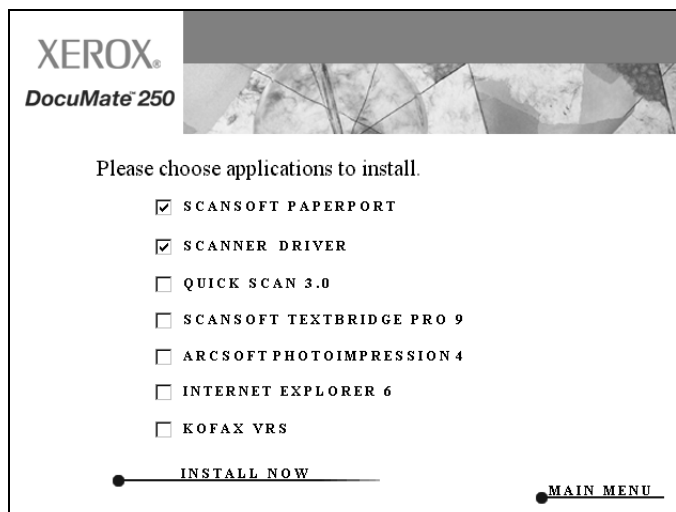 XEROX®
DocuMate™ 250
Please choose applications to install.
SCANSOFT PAPERPORT
SCANNER DRIVER
QUICK SCAN 3.0
SCANSOFT TEXTBRIDGE PRO 9
ARCSOFT PHOTOIMPRESSION 4
INTERNET EXPLORER 6
KOFAX VRS
INSTALL NOW
MAIN MENU